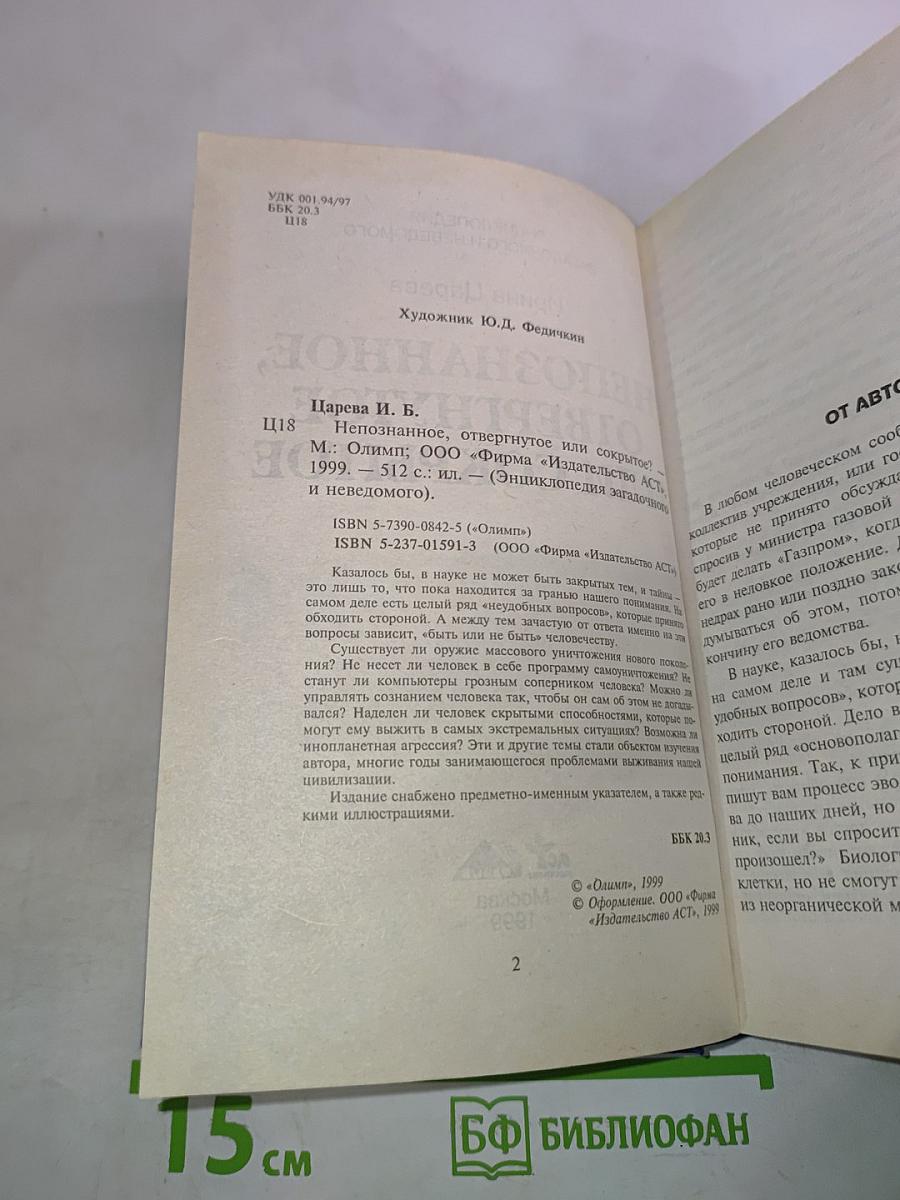 УДК 001.94/97
ББК 20.3
Ц18
Художник Ю.Д. Федичкин
Царева И. Б.
Ц18 Непознанное, отвергнутое или сокрытое? –
М.: Олимп; ООО «Фирма «Издательство АСТ»,
1999. — 512 с.: ил. — (Энциклопедия загадочного
и неведомого).
ISBN 5-7390-0842-5 («Олимп»)
ISBN 5-237-01591-3 (ООО «Фирма «Издательство АСТ»)
Казалось бы, в науке не может быть закрытых тем, и тайны –
это лишь то, что пока находится за гранью нашего понимания. На
самом деле есть целый ряд «неудобных вопросов», которые принято
обходить стороной. А между тем зачастую от ответа именно на эти
вопросы зависит, «быть или не быть» человечеству.
Существует ли оружие массового уничтожения нового поколе-
ния? Не несет ли человек в себе программу самоуничтожения? Не
станут ли компьютеры грозным соперником человека? Можно ли
управлять сознанием человека так, чтобы он сам об этом не догады-
вался? Наделен ли человек скрытыми способностями, которые по-
могут ему выжить в самых экстремальных ситуациях? Возможна ли
инопланетная агрессия? Эти и другие темы стали объектом изучения
автора, многие годы занимающегося проблемами выживания нашей
цивилизации.
Издание снабжено предметно-именным указателем, а также ред-
кими иллюстрациями.
ББК 20.3
© «Олимп», 1999
© Оформление. ООО «Фирма
«Издательство АСТ», 1999
2
ОТ АВТО
В любом человеческом сооб
коллектив учреждения, или го
которые не принято обсужда
спросив у министра газовой
будет делать «Газпром», когд
его в неловкое положение. Д
недрах рано или поздно зако
думываться об этом, потом
кончину его ведомства.
В науке, казалось бы, н
на самом деле и там сущ
удобных вопросов», котор
ходить стороной. Дело в
целый ряд «основополаг
понимания. Так, к при
пишут вам процесс эво
ва до наших дней, но
ник, если вы спросит
произошел?» Биолог
клетки, но не смогут
из неорганической м
15 см
БФ БИБЛИОФАН